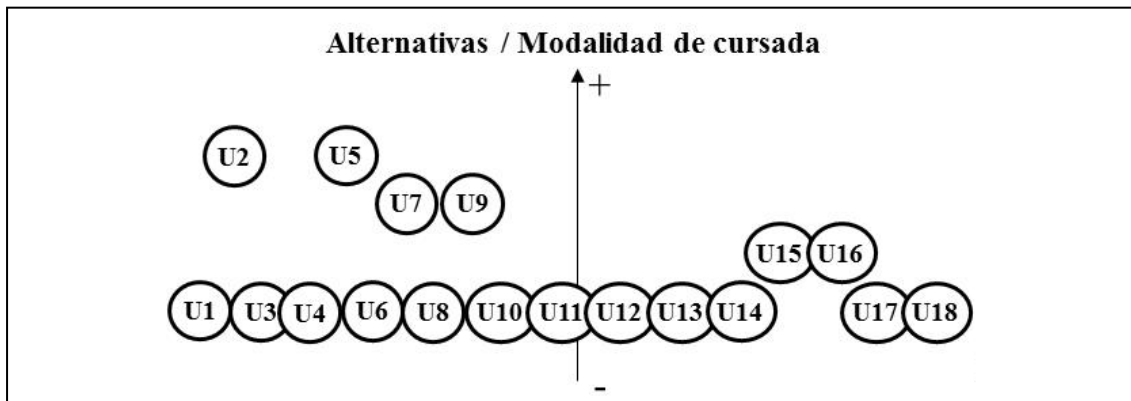 Alternativas / Modalidad de cursada
+
U2 U5
U7 U9
U15 U16
U1 U3 U4 U6 U8 U10 U11 U12 U13 U14 U17 U18
-